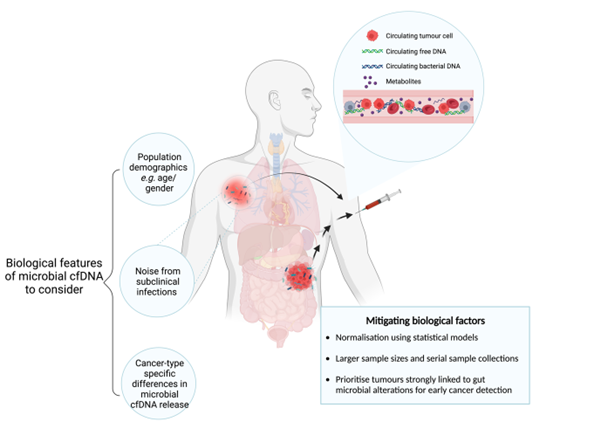 Circulating tumour cell
Circulating free DNA
Circulating bacterial DNA
Metabolites
Population
demographics
e.g. age/
gender
Biological features
of microbial cfDNA
to consider
Noise from
subclinical
infections
Cancer-type
specific
differences in
microbial
cfDNA release
Mitigating biological factors
• Normalisation using statistical models
• Larger sample sizes and serial sample collections
• Prioritise tumours strongly linked to gut
microbial alterations for early cancer detection